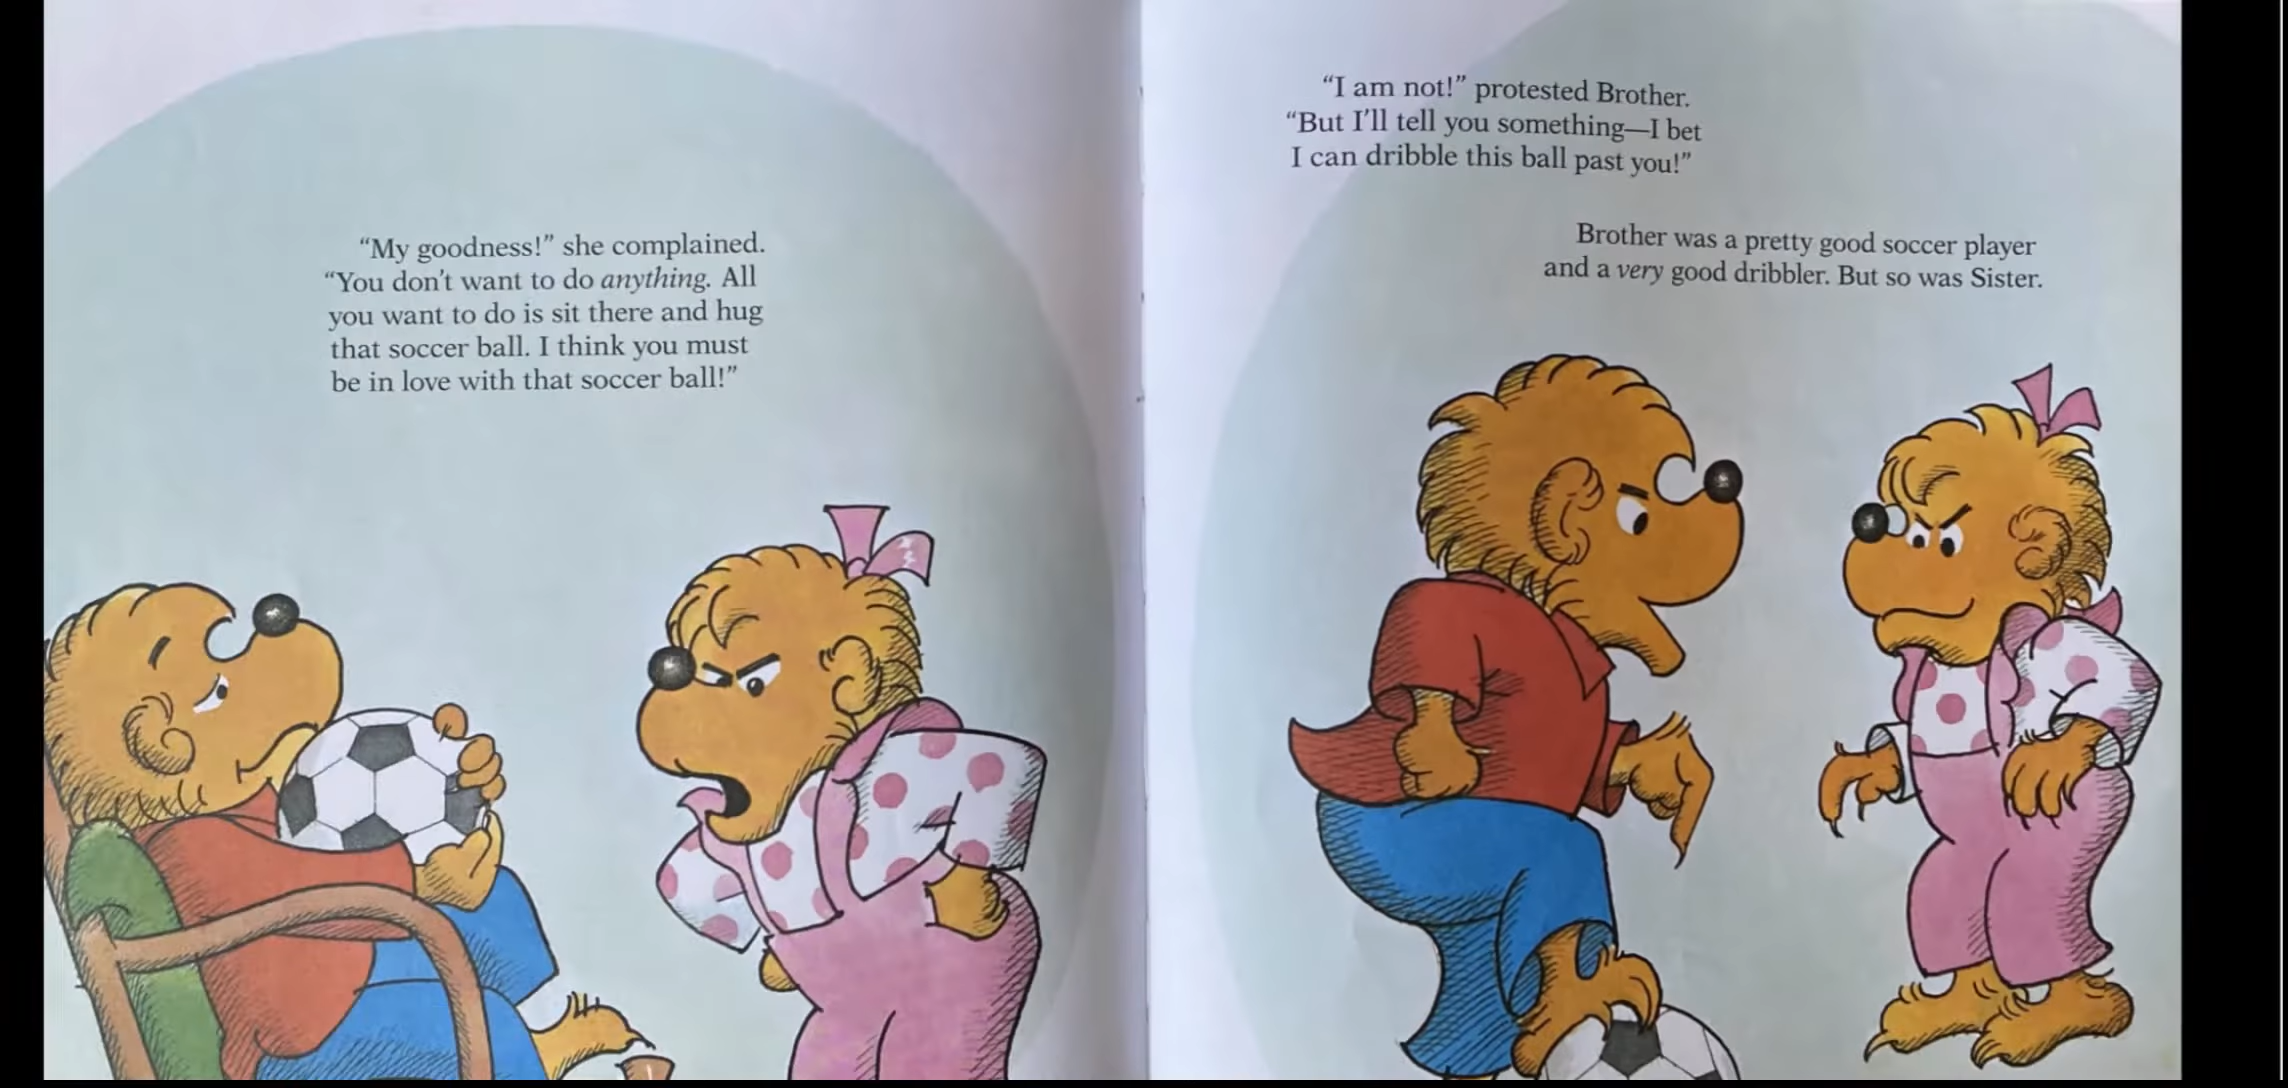 “My goodness!” she complained.
“You don’t want to do anything. All
you want to do is sit there and hug
that soccer ball. I think you must
be in love with that soccer ball!”
“I am not!” protested Brother.
“But I’ll tell you something—I bet
I can dribble this ball past you!”
Brother was a pretty good soccer player
and a very good dribbler. But so was Sister.